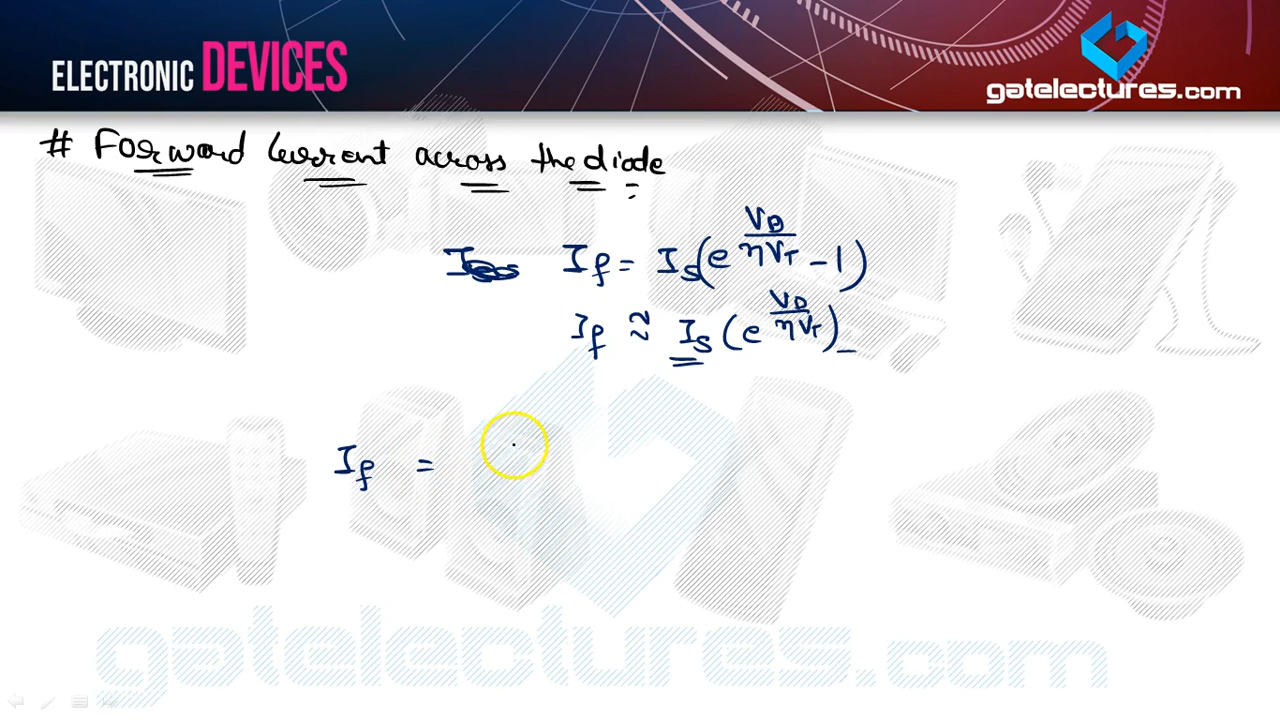 ELECTRONIC DEVICES
gatelectures.com
# Forward Current across the diode
I_f = I_s(e^{V_D/ηV_T} - 1)
I_f ≈ I_s(e^{V_D/ηV_T})
I_f =
gatelectures.com